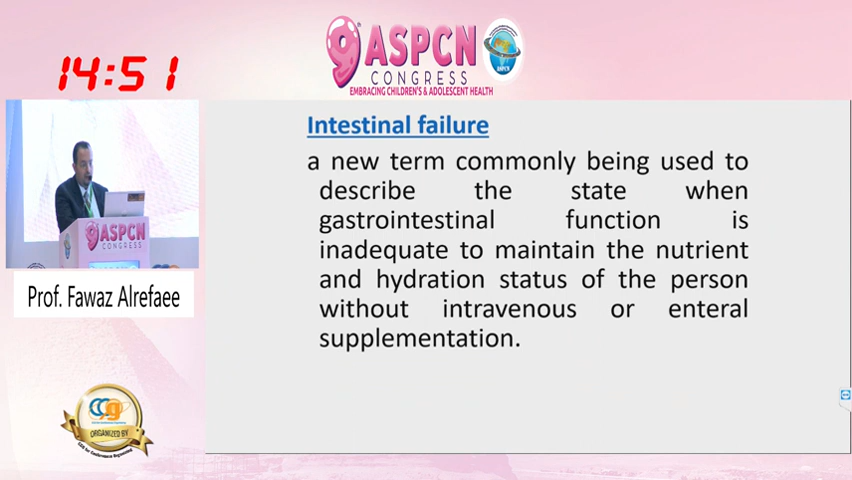 9 ASPCN
CONGRESS
EMBRACING CHILDREN'S & ADOLESCENT HEALTH
14:51
Intestinal failure
a new term commonly being used to
describe the state when
gastrointestinal function is
inadequate to maintain the nutrient
and hydration status of the person
without intravenous or enteral
supplementation.
9 ASPCN
CONGRESS
Prof. Fawaz Alrefaee
ORGANIZED BY